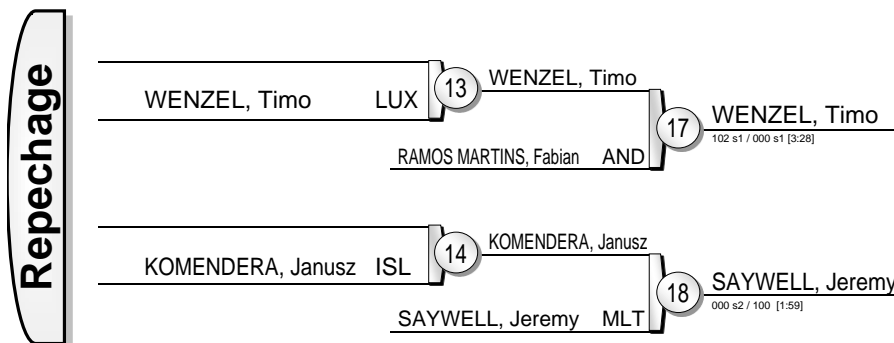 Repechage
WENZEL, Timo LUX
13
WENZEL, Timo
RAMOS MARTINS, Fabian AND
17
WENZEL, Timo
102 s1 / 000 s1 [3:28]
KOMENDERA, Janusz ISL
14
KOMENDERA, Janusz
SAYWELL, Jeremy MLT
18
SAYWELL, Jeremy
000 s2 / 100 [1:59]